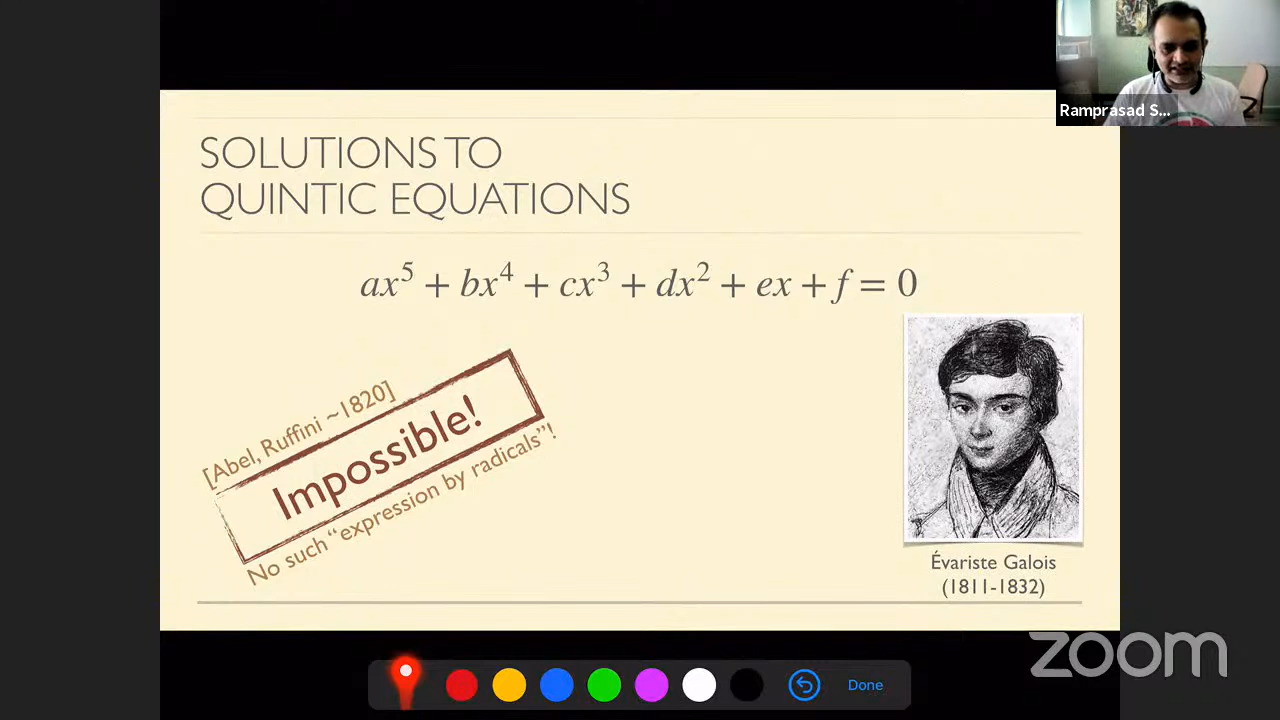 Ramprasad S...
SOLUTIONS TO
QUINTIC EQUATIONS
ax⁵ + bx⁴ + cx³ + dx² + ex + f = 0
[Abel, Ruffini ~1820]
Impossible!
No such “expression by radicals”!
Évariste Galois
(1811-1832)
zoom
Done